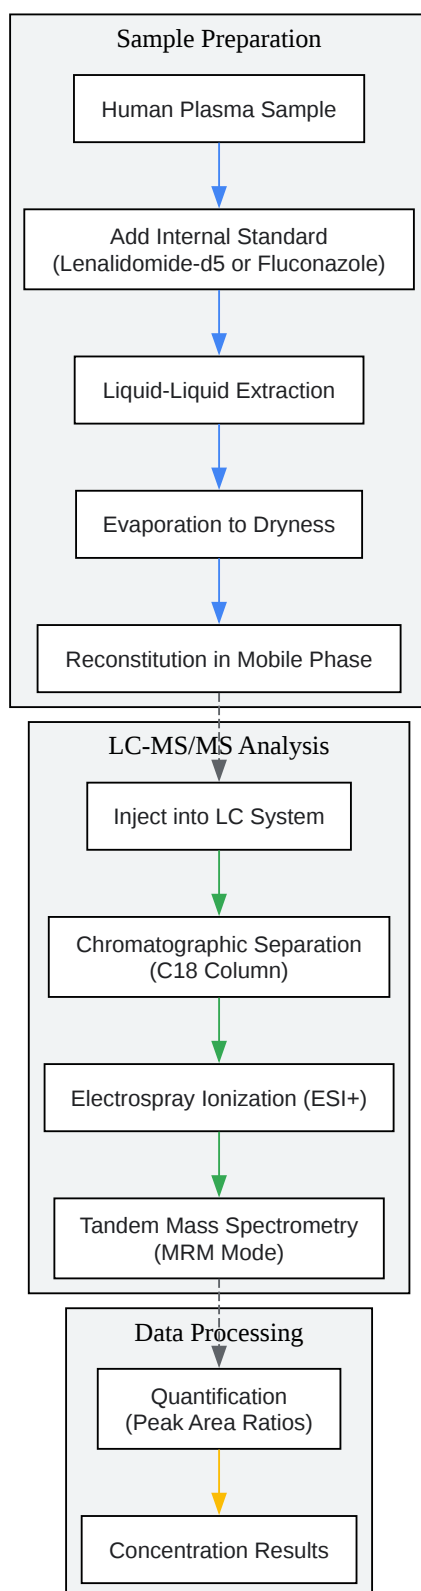 Sample Preparation
Human Plasma Sample
Add Internal Standard
(Lenalidomide-d5 or Fluconazole)
Liquid-Liquid Extraction
Evaporation to Dryness
Reconstitution in Mobile Phase
LC-MS/MS Analysis
Inject into LC System
Chromatographic Separation
(C18 Column)
Electrospray Ionization (ESI+)
Tandem Mass Spectrometry
(MRM Mode)
Data Processing
Quantification
(Peak Area Ratios)
Concentration Results